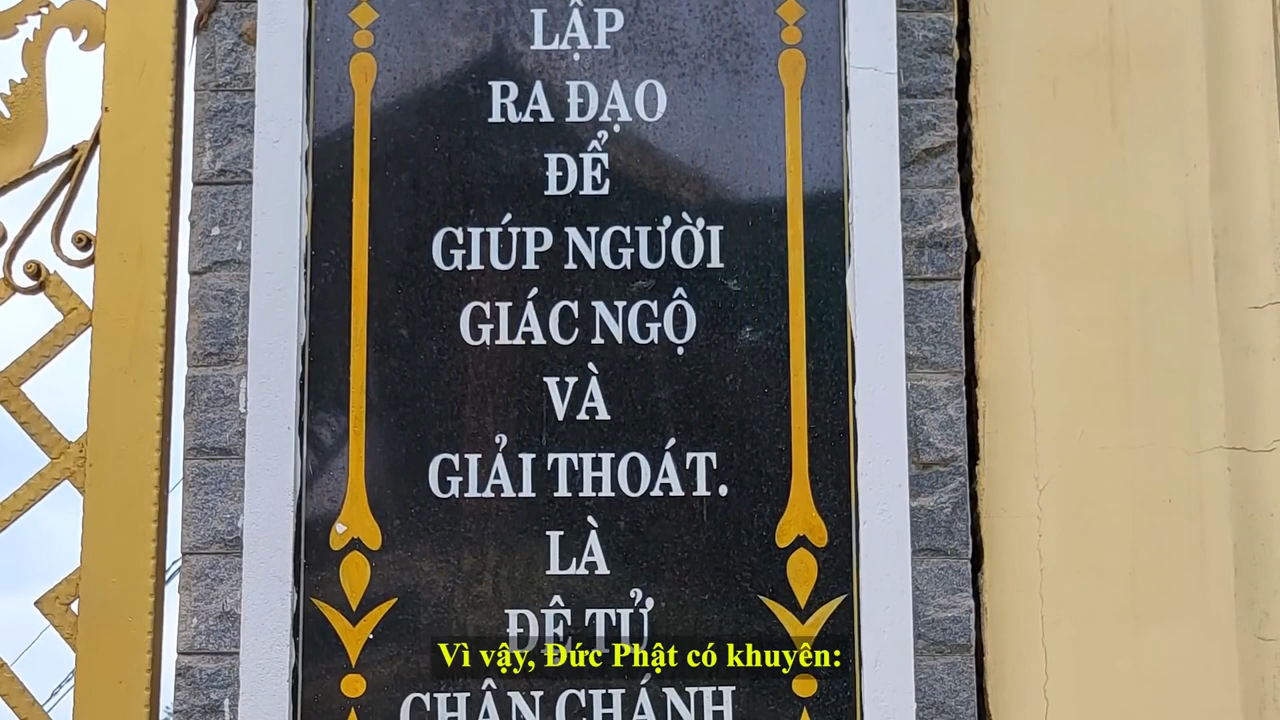 LẬP
RA ĐẠO
ĐỂ
GIÚP NGƯỜI
GIÁC NGỘ
VÀ
GIẢI THOÁT.
LÀ
ĐỆ TỬ
Vì vậy, Đức Phật có khuyên:
CHÂN CHÁNH